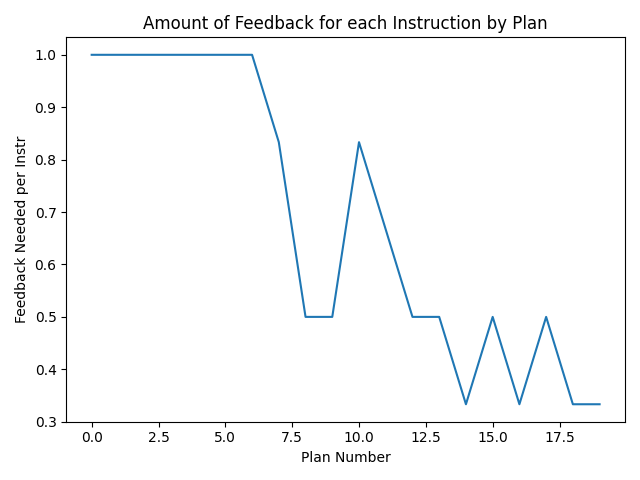 Amount of Feedback for each Instruction by Plan
1.0
0.9
0.8
0.7
0.6
0.5
0.4
0.3
Feedback Needed per Instr
0.0 2.5 5.0 7.5 10.0 12.5 15.0 17.5
Plan Number